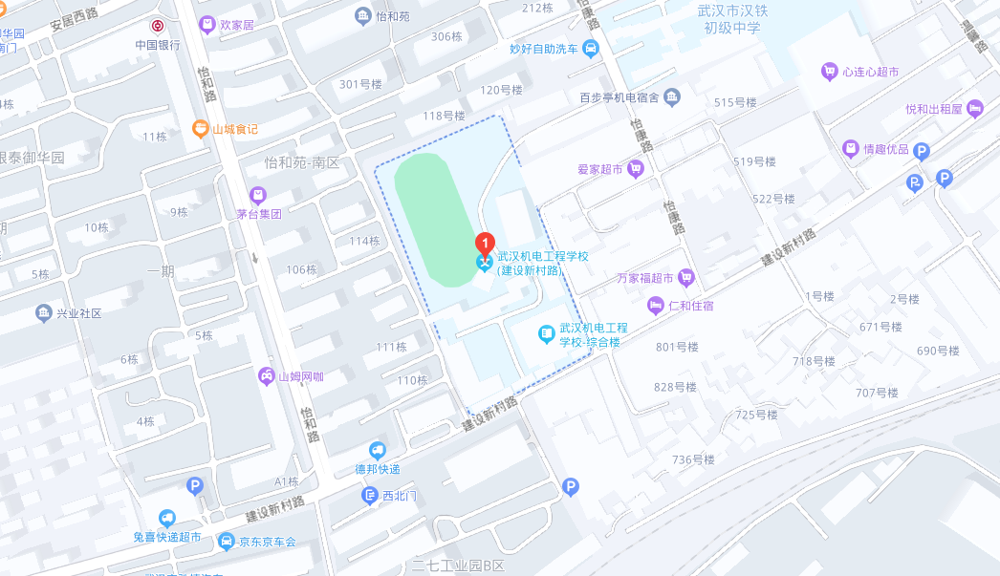 安居西路
欢家居
怡和苑
212栋
怡康路
武汉市汉铁
初级中学
温馨路
华园
南门
中国银行
306栋
妙好自助洗车
心连心超市
怡和路
301号楼
120号楼
百步亭机电宿舍
515号楼
悦和出租屋
4栋
山城食记
118号楼
怡康路
11栋
银泰御华园
怡和苑-南区
爱家超市
情趣优品
P
519号楼
P
P
茅台集团
9栋
522号楼
怡康路
期
10栋
114栋
建设新村路
1
武汉机电工程学校
(建设新村路)
一期
106栋
5栋
万家福超市
1号楼
2号楼
兴业社区
仁和住宿
5栋
武汉机电工程
学校-综合楼
671号楼
111栋
801号楼
690号楼
6栋
718号楼
山姆网咖
110栋
828号楼
707号楼
4栋
怡和路
建设新村路
725号楼
736号楼
德邦快递
A1栋
P
西北门
P
建设新村路
兔喜快递超市
京东京车会
二七工业园B区